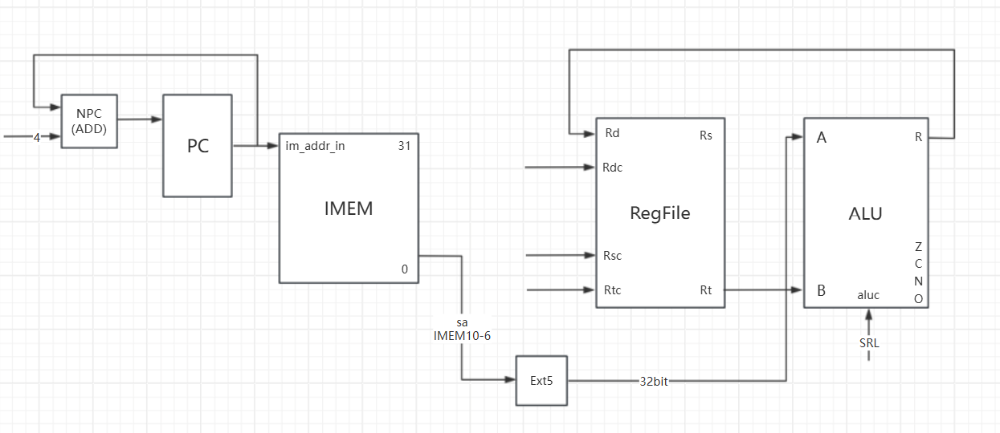 NPC
(ADD)
4
PC
im_addr_in
31
IMEM
0
sa
IMEM10-6
Ext5
32bit
Rd
Rs
Rdc
RegFile
Rsc
Rtc
Rt
A
R
ALU
Z
C
N
O
B
aluc
SRL